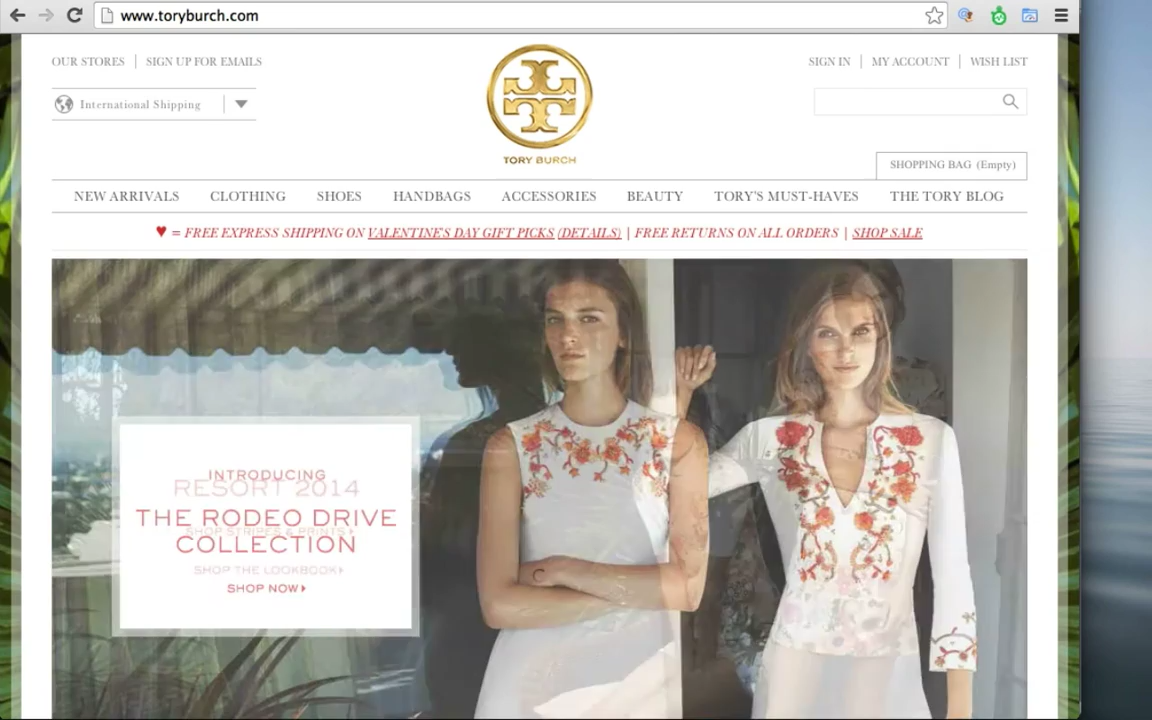 www.toryburch.com
OUR STORES | SIGN UP FOR EMAILS
SIGN IN | MY ACCOUNT | WISH LIST
International Shipping
TORY BURCH
SHOPPING BAG (Empty)
NEW ARRIVALS CLOTHING SHOES HANDBAGS ACCESSORIES BEAUTY TORY'S MUST-HAVES THE TORY BLOG
♥ = FREE EXPRESS SHIPPING ON VALENTINE'S DAY GIFT PICKS (DETAILS) | FREE RETURNS ON ALL ORDERS | SHOP SALE
INTRODUCING
RESORT 2014
THE RODEO DRIVE
SHOP STRIPES & PRINTS
COLLECTION
SHOP THE LOOKBOOK
SHOP NOW